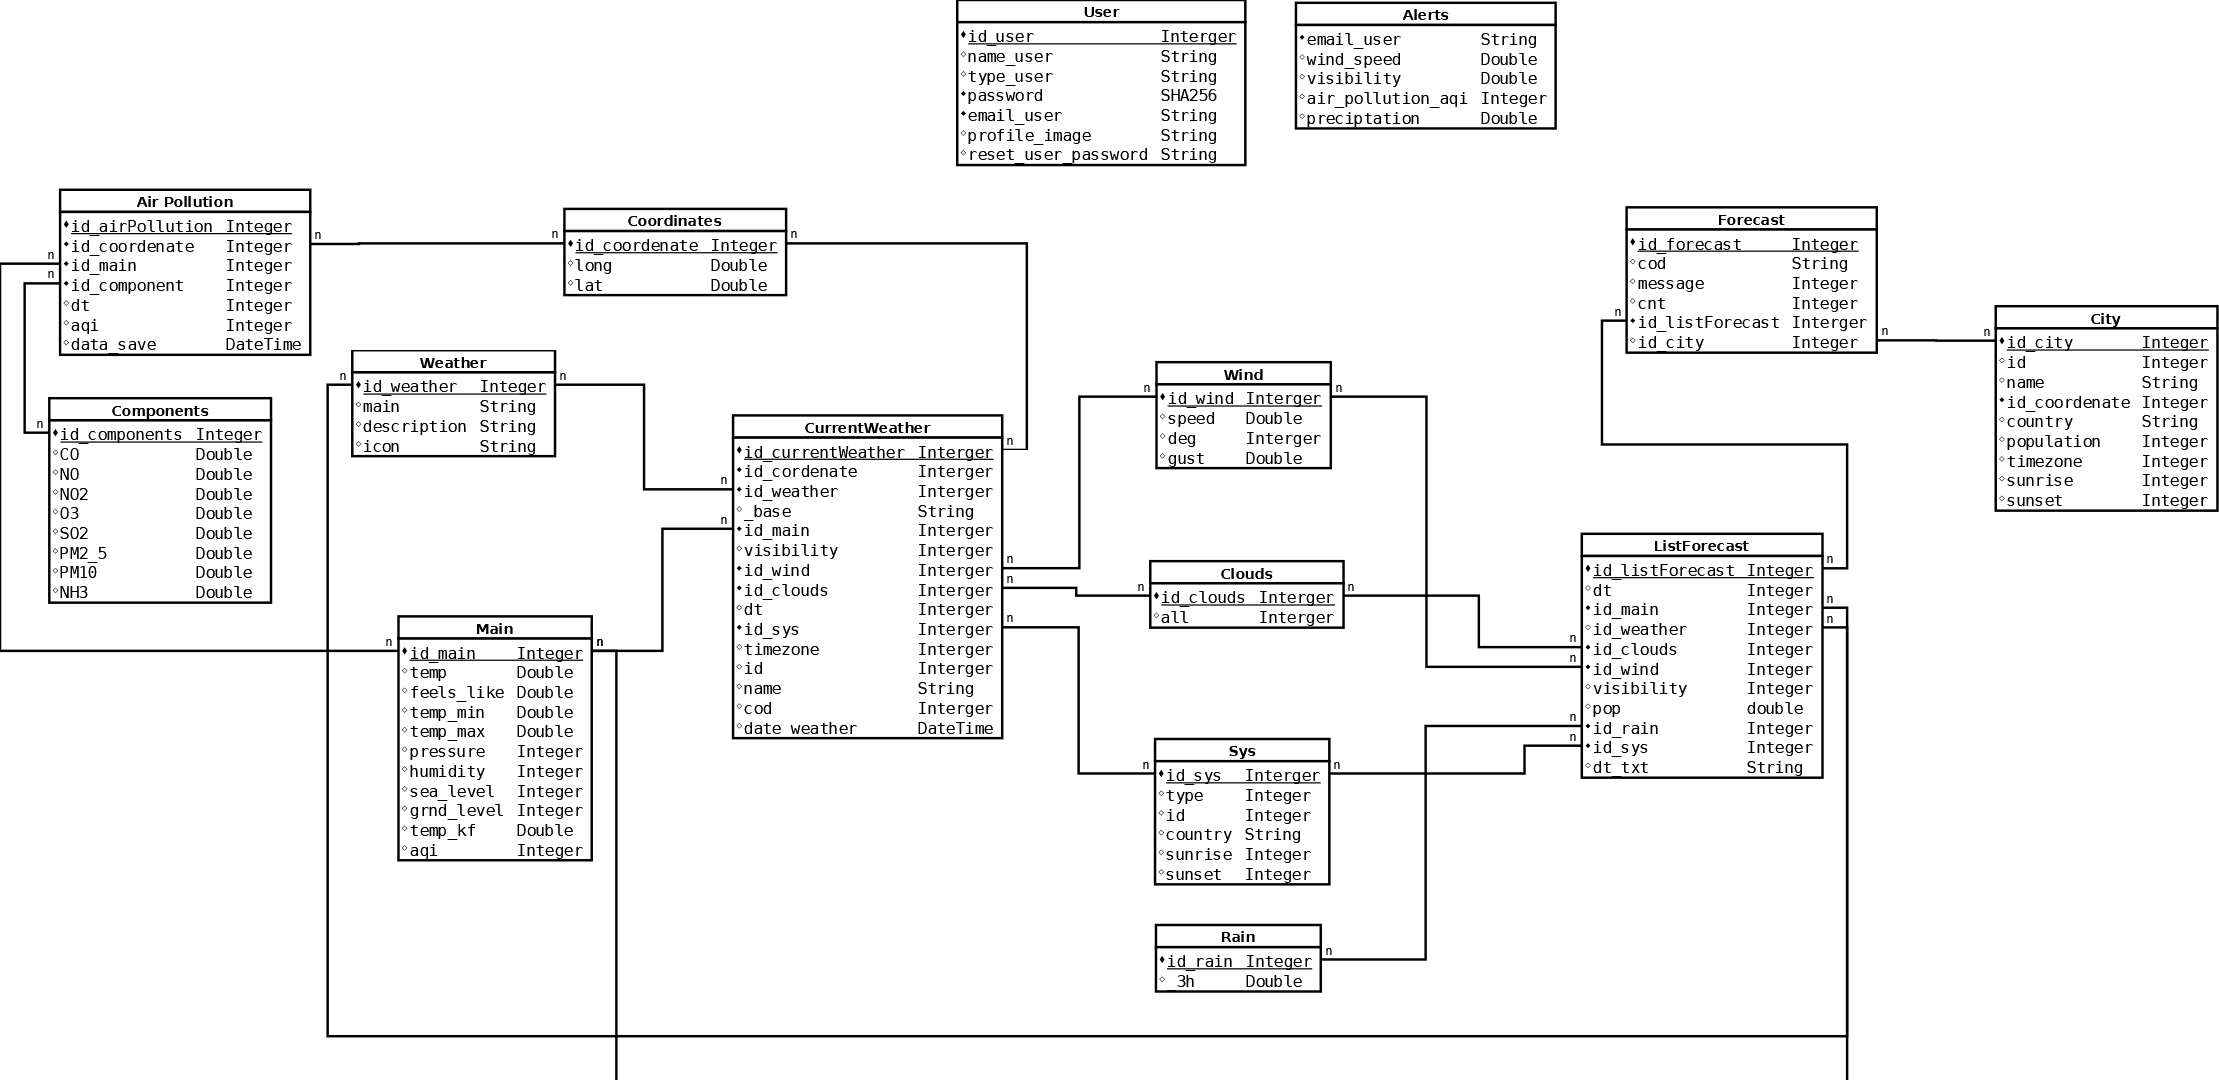 User
id_user Interger
name_user String
type_user String
password SHA256
email_user String
profile_image String
reset_user_password String
Alerts
email_user String
wind_speed Double
visibility Double
air_pollution_aqi Integer
preciptation Double
Air Pollution
id_airPollution Integer
id_coordenate Integer
id_main Integer
id_component Integer
dt Integer
aqi Integer
data_save DateTime
n
n
n
Coordinates
id_coordenate Integer
long Double
lat Double
n
n
Forecast
id_forecast Integer
cod String
message Integer
cnt Integer
id_listForecast Interger
id_city Integer
n
n
City
id_city Integer
id Integer
name String
id_coordenate Integer
country String
population Integer
timezone Integer
sunrise Integer
sunset Integer
n
Weather
id_weather Integer
main String
description String
icon String
n
n
Components
id_components Integer
CO Double
NO Double
NO2 Double
O3 Double
SO2 Double
PM2_5 Double
PM10 Double
NH3 Double
n
CurrentWeather
id_currentWeather Interger
id_cordenate Interger
id_weather Interger
_base String
id_main Interger
visibility Interger
id_wind Interger
id_clouds Interger
dt Interger
id_sys Interger
timezone Interger
id Interger
name String
cod Interger
date_weather DateTime
n
n
n
n
n
n
Wind
id_wind Interger
speed Double
deg Interger
gust Double
n
n
Clouds
id_clouds Interger
all Interger
n
n
ListForecast
id_listForecast Integer
dt Integer
id_main Integer
id_weather Integer
id_clouds Integer
id_wind Integer
visibility Integer
pop double
id_rain Integer
id_sys Integer
dt_txt String
n
n
n
n
n
n
n
Main
id_main Integer
temp Double
feels_like Double
temp_min Double
temp_max Double
pressure Integer
humidity Integer
sea_level Integer
grnd_level Integer
temp_kf Double
aqi Integer
n
n
Sys
id_sys Interger
type Integer
id Integer
country String
sunrise Integer
sunset Integer
n
n
Rain
id_rain Integer
_3h Double
n